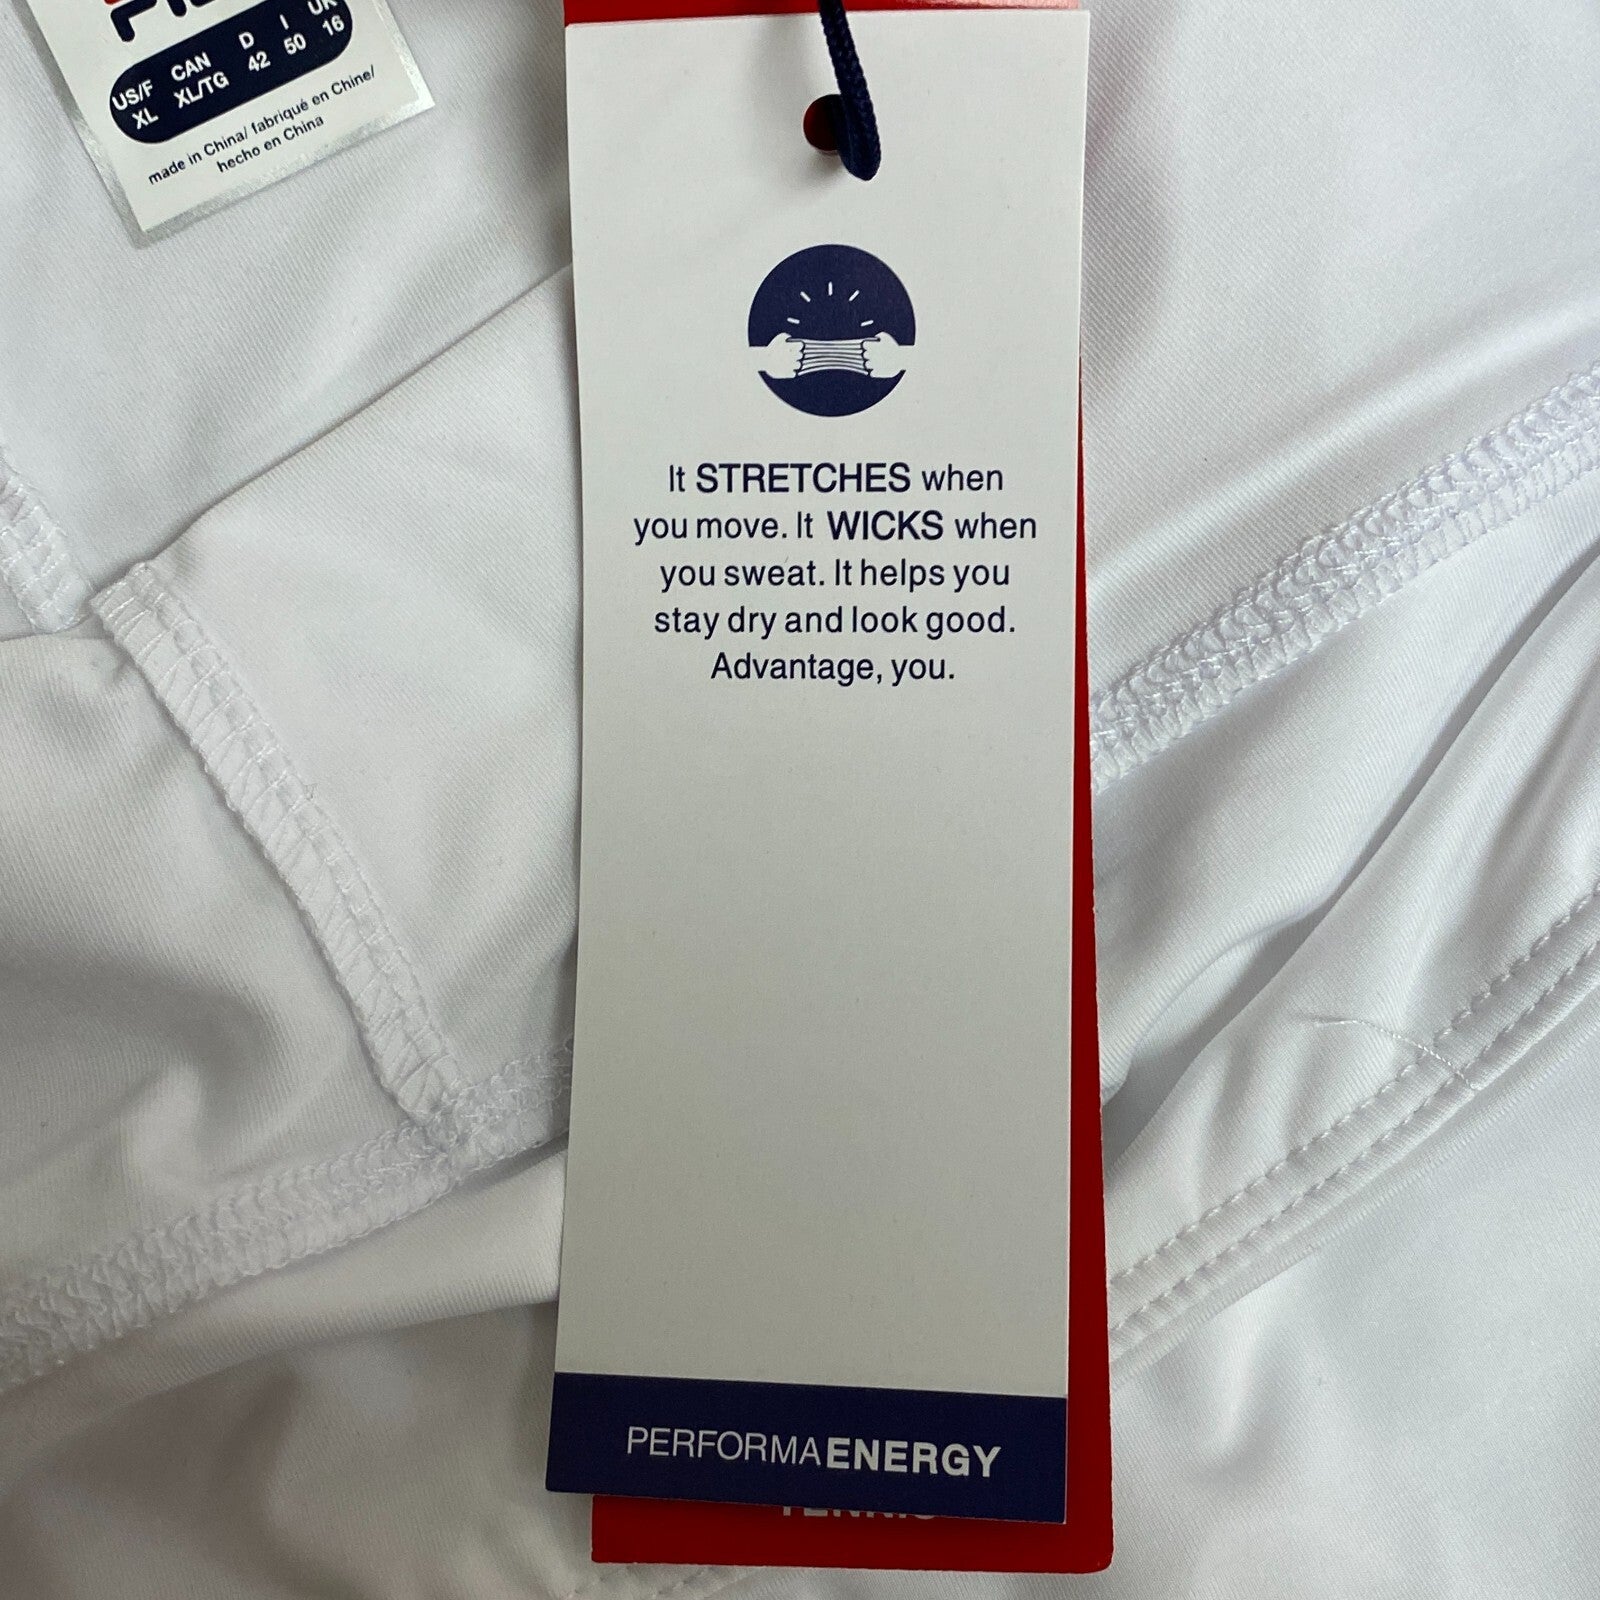 FILA
US/F CAN D I UK
XL XL/TG 42 50 16
made in China/ fabriqué en Chine/
hecho en China
It STRETCHES when
you move. It WICKS when
you sweat. It helps you
stay dry and look good.
Advantage, you.
PERFORMAENERGY
TENNIS